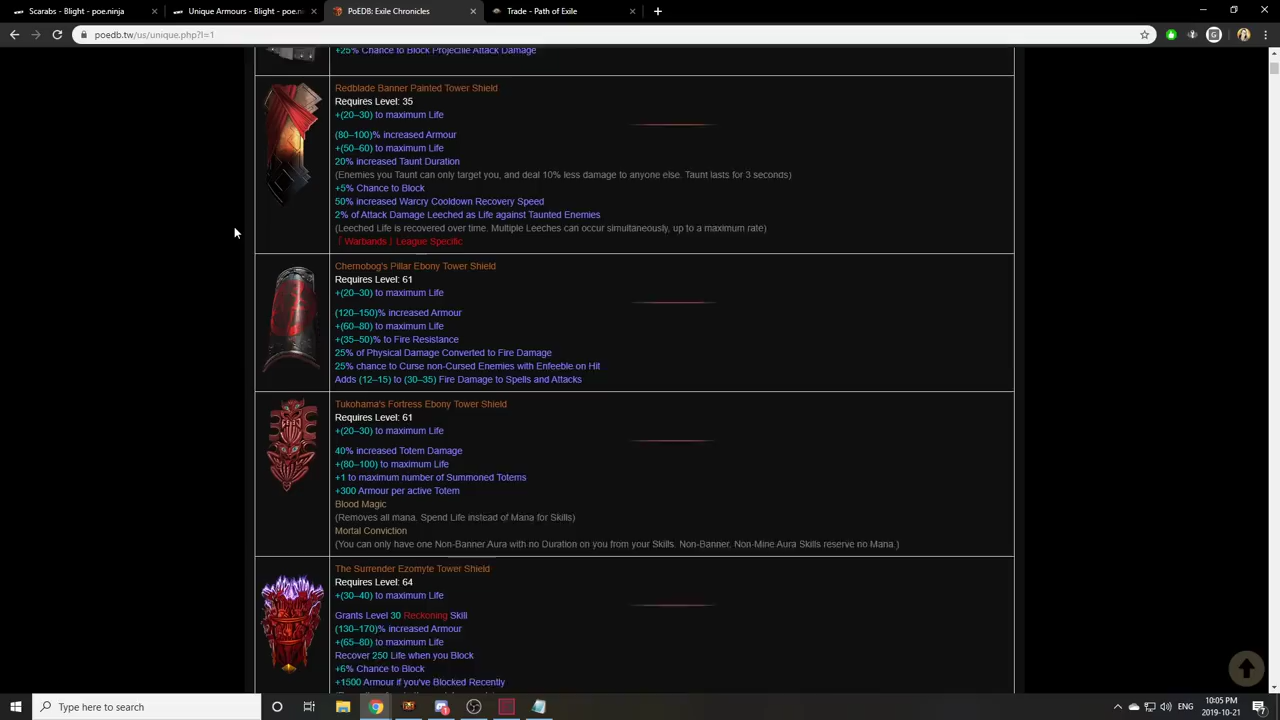 Scarabs - Blight - poe.ninja
Unique Armours - Blight - poe.n
PoEDB: Exile Chronicles
Trade - Path of Exile
poedb.tw/us/unique.php?l=1
+25% Chance to Block Projectile Attack Damage
Redblade Banner Painted Tower Shield
Requires Level: 35
+(20–30) to maximum Life
(80–100)% increased Armour
+(50–60) to maximum Life
20% increased Taunt Duration
(Enemies you Taunt can only target you, and deal 10% less damage to anyone else. Taunt lasts for 3 seconds)
+5% Chance to Block
50% increased Warcry Cooldown Recovery Speed
2% of Attack Damage Leeched as Life against Taunted Enemies
(Leeched Life is recovered over time. Multiple Leeches can occur simultaneously, up to a maximum rate)
「Warbands」League Specific
Chernobog's Pillar Ebony Tower Shield
Requires Level: 61
+(20–30) to maximum Life
(120–150)% increased Armour
+(60–80) to maximum Life
+(35–50)% to Fire Resistance
25% of Physical Damage Converted to Fire Damage
25% chance to Curse non-Cursed Enemies with Enfeeble on Hit
Adds (12–15) to (30–35) Fire Damage to Spells and Attacks
Tukohama's Fortress Ebony Tower Shield
Requires Level: 61
+(20–30) to maximum Life
40% increased Totem Damage
+(80–100) to maximum Life
+1 to maximum number of Summoned Totems
+300 Armour per active Totem
Blood Magic
(Removes all mana. Spend Life instead of Mana for Skills)
Mortal Conviction
(You can only have one Non-Banner Aura with no Duration on you from your Skills. Non-Banner, Non-Mine Aura Skills reserve no Mana.)
The Surrender Ezomyte Tower Shield
Requires Level: 64
+(30–40) to maximum Life
Grants Level 30 Reckoning Skill
(130–170)% increased Armour
+(65–80) to maximum Life
Recover 250 Life when you Block
+6% Chance to Block
+1500 Armour if you've Blocked Recently
Type here to search
ENG
10:05 PM
2019-10-21